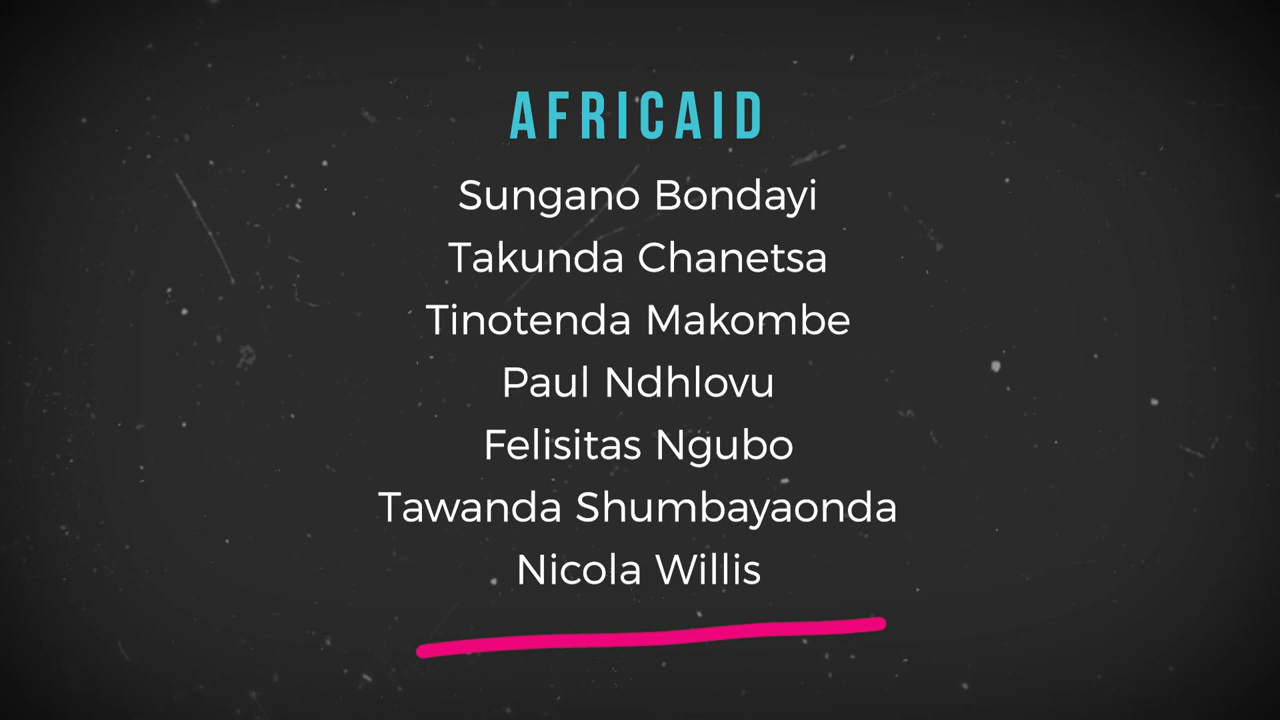 AFRICAID
Sungano Bondayi
Takunda Chanetsa
Tinotenda Makombe
Paul Ndhlovu
Felisitas Ngubo
Tawanda Shumbayaonda
Nicola Willis